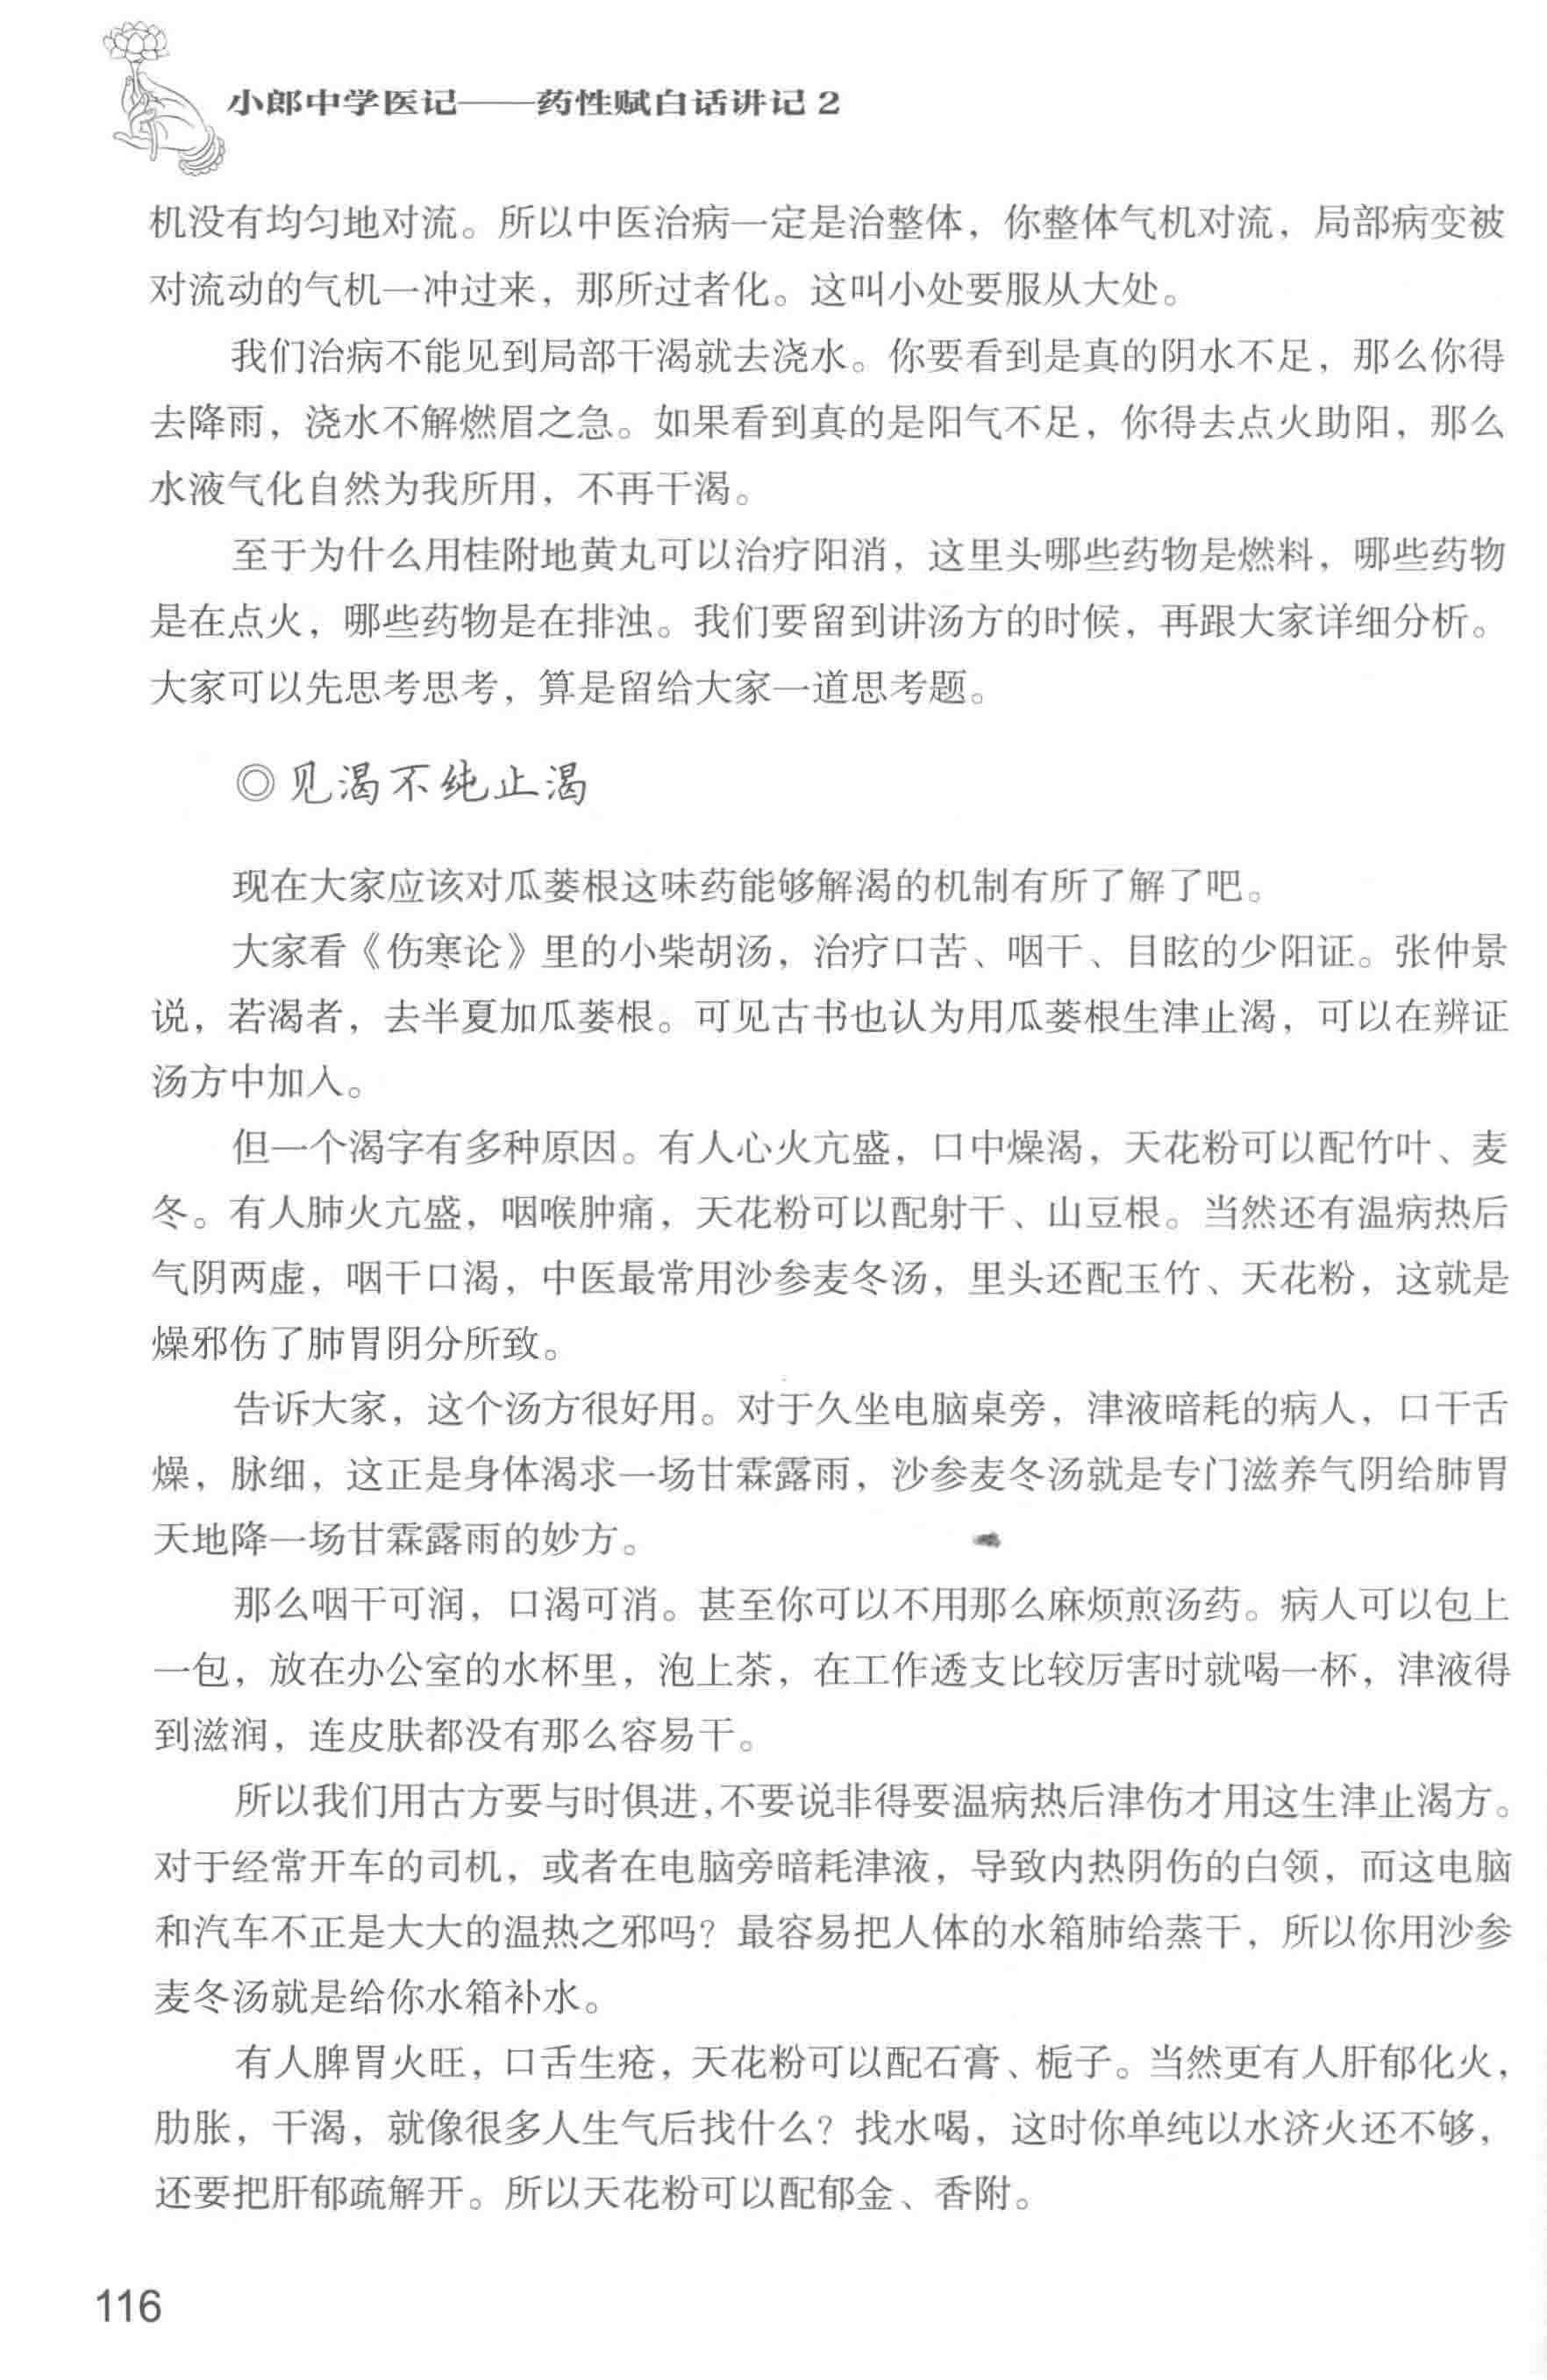 小郎中学医记——药性赋白话讲记2
机没有均匀地对流。所以中医治病一定是治整体，你整体气机对流，局部病变被
对流动的气机一冲过来，那所过者化。这叫小处要服从大处。
我们治病不能见到局部干渴就去浇水。你要看到是真的阴水不足，那么你得
去降雨，浇水不解燃眉之急。如果看到真的是阳气不足，你得去点火助阳，那么
水液气化自然为我所用，不再干渴。
至于为什么用桂附地黄丸可以治疗阳消，这里头哪些药物是燃料，哪些药物
是在点火，哪些药物是在排浊。我们要留到讲汤方的时候，再跟大家详细分析。
大家可以先思考思考，算是留给大家一道思考题。
◎见渴不纯止渴
现在大家应该对瓜蒌根这味药能够解渴的机制有所了解了吧。
大家看《伤寒论》里的小柴胡汤，治疗口苦、咽干、目眩的少阳证。张仲景
说，若渴者，去半夏加瓜蒌根。可见古书也认为用瓜蒌根生津止渴，可以在辨证
汤方中加入。
但一个渴字有多种原因。有人心火亢盛，口中燥渴，天花粉可以配竹叶、麦
冬。有人肺火亢盛，咽喉肿痛，天花粉可以配射干、山豆根。当然还有温病热后
气阴两虚，咽干口渴，中医最常用沙参麦冬汤，里头还配玉竹、天花粉，这就是
燥邪伤了肺胃阴分所致。
告诉大家，这个汤方很好用。对于久坐电脑桌旁，津液暗耗的病人，口干舌
燥，脉细，这正是身体渴求一场甘霖露雨，沙参麦冬汤就是专门滋养气阴给肺胃
天地降一场甘霖露雨的妙方。
那么咽干可润，口渴可消。甚至你可以不用那么麻烦煎汤药。病人可以包上
一包，放在办公室的水杯里，泡上茶，在工作透支比较厉害时就喝一杯，津液得
到滋润，连皮肤都没有那么容易干。
所以我们用古方要与时俱进，不要说非得要温病热后津伤才用这生津止渴方。
对于经常开车的司机，或者在电脑旁暗耗津液，导致内热阴伤的白领，而这电脑
和汽车不正是大大的温热之邪吗？最容易把人体的水箱肺给蒸干，所以你用沙参
麦冬汤就是给你水箱补水。
有人脾胃火旺，口舌生疮，天花粉可以配石膏、栀子。当然更有人肝郁化火，
肋胀，干渴，就像很多人生气后找什么？找水喝，这时你单纯以水济火还不够，
还要把肝郁疏解开。所以天花粉可以配郁金、香附。
116